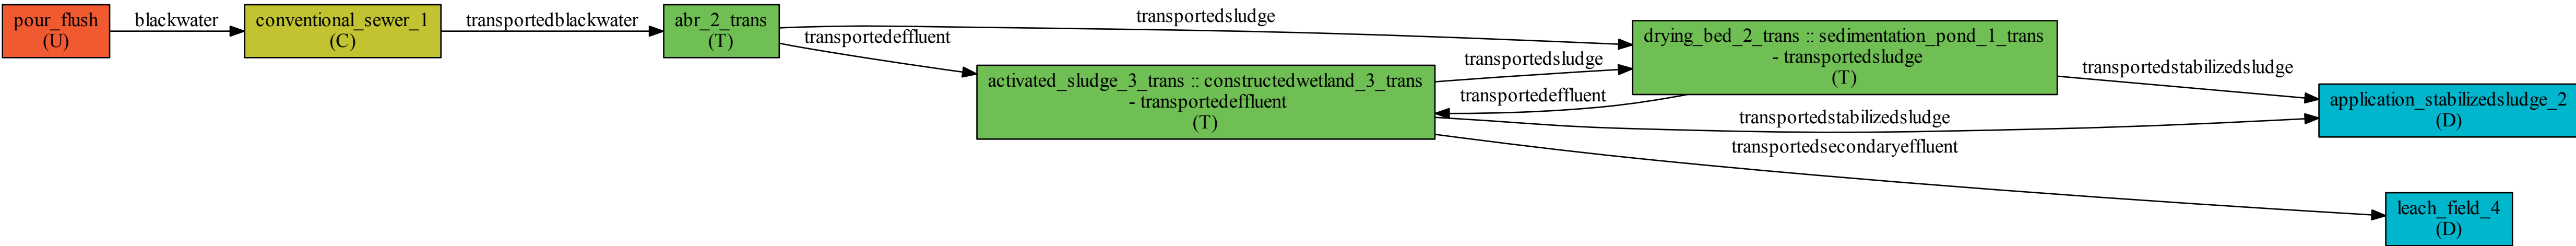 pour_flush
(U)
blackwater
conventional_sewer_1
(C)
transportedblackwater
abr_2_trans
(T)
transportedsludge
transportedeffluent
activated_sludge_3_trans :: constructedwetland_3_trans
- transportedeffluent
(T)
transportedsludge
transportedeffluent
drying_bed_2_trans :: sedimentation_pond_1_trans
- transportedsludge
(T)
transportedstabilizedsludge
transportedstabilizedsludge
transportedsecondaryeffluent
application_stabilizedsludge_2
(D)
leach_field_4
(D)